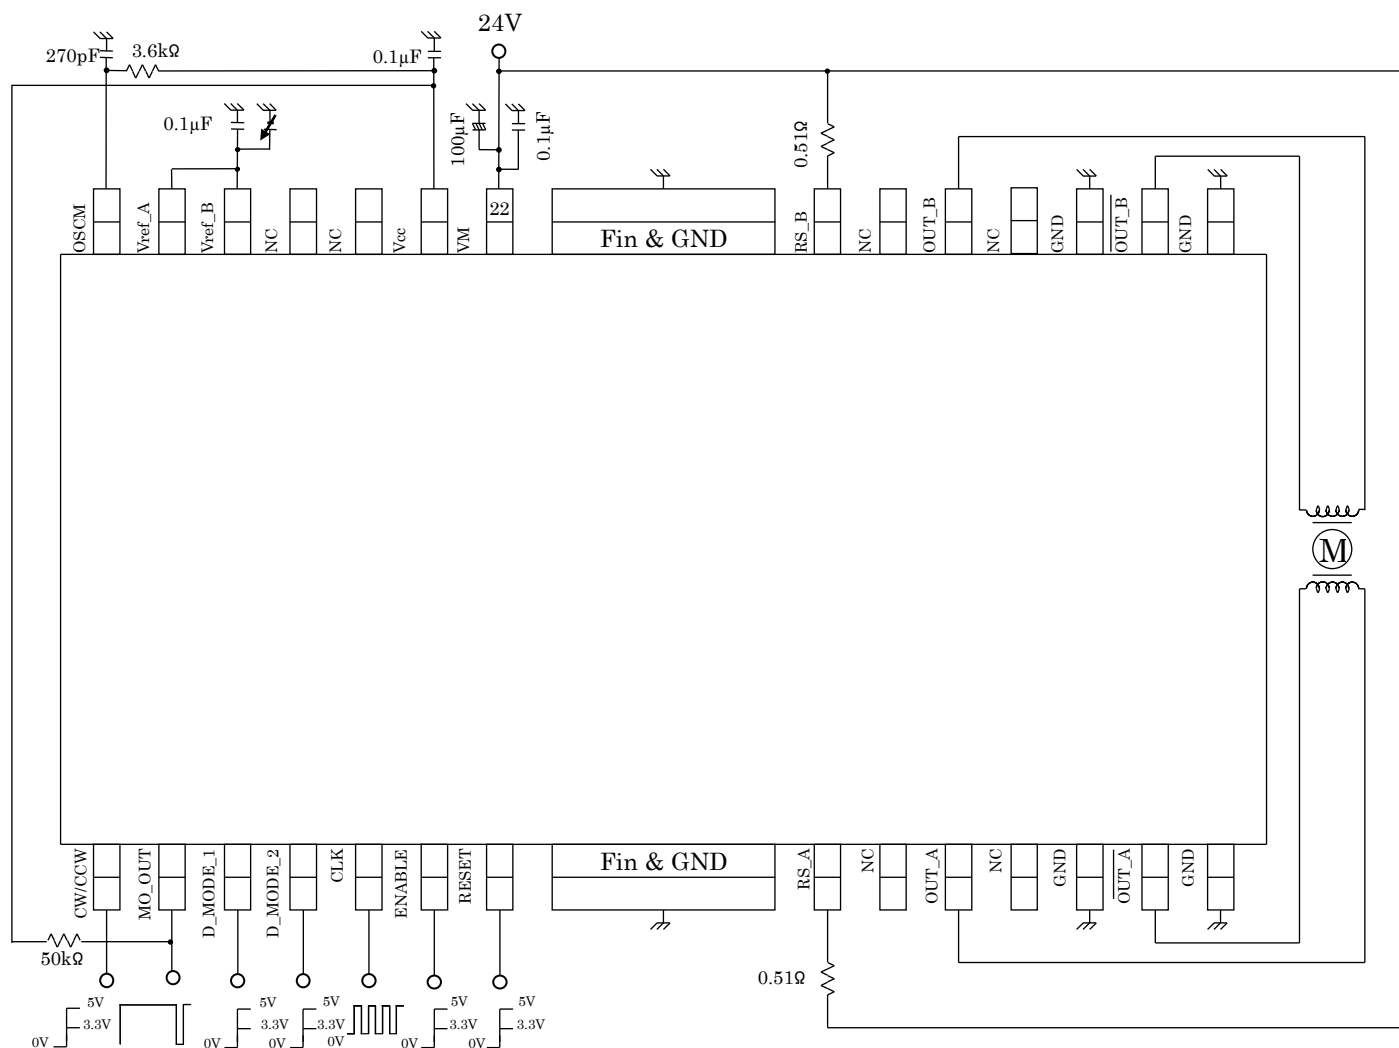 24V
270pF
3.6kΩ
0.1µF
0.1µF
100µF
0.1µF
0.51Ω
OSCM
Vref_A
Vref_B
NC
NC
Vcc
VM
22
Fin & GND
RS_B
NC
OUT_B
NC
GND
OUT_B
GND
M
CW/CCW
MO_OUT
D_MODE_1
D_MODE_2
CLK
ENABLE
RESET
Fin & GND
RS_A
NC
OUT_A
NC
GND
OUT_A
GND
50kΩ
0.51Ω
5V
3.3V
0V
5V
3.3V
0V
5V
3.3V
0V
5V
3.3V
0V
5V
3.3V
0V
0V